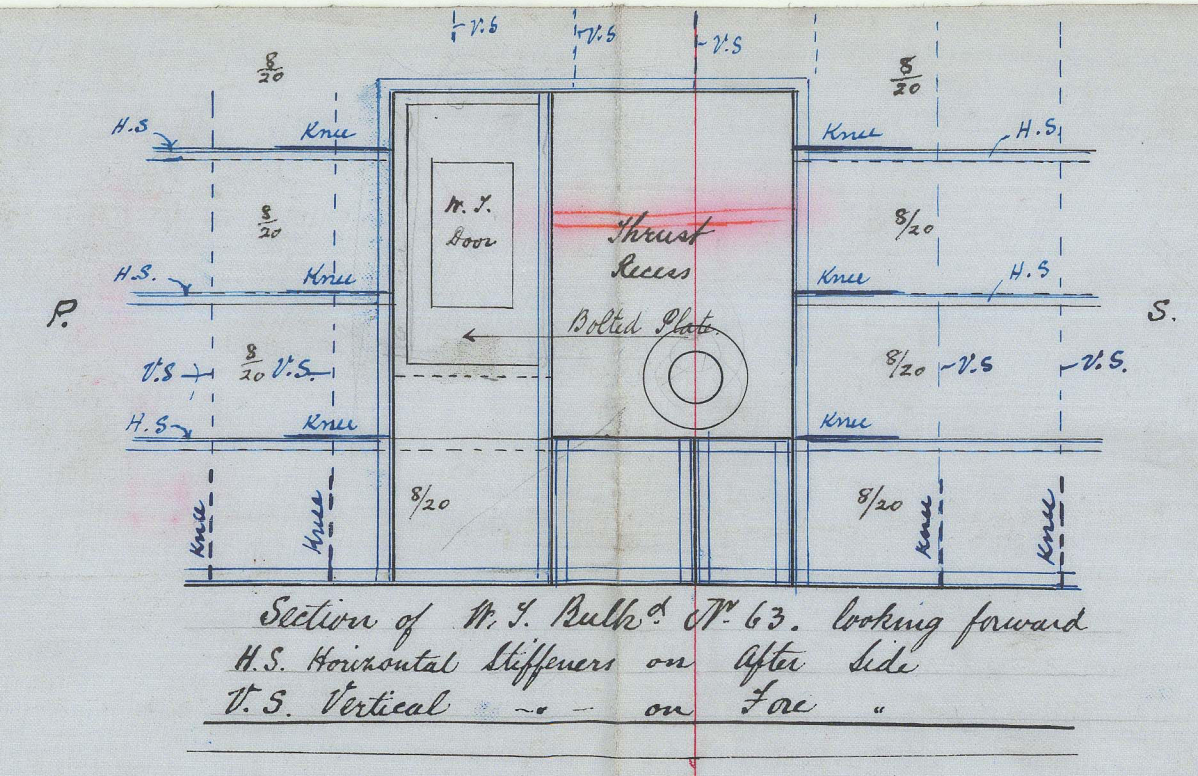 V.S V.S V.S
8/20 8/20
H.S Knee Knee H.S.
8/20 W.T. Thrust 8/20
Door Recess
H.S. Knee Knee H.S
P. S.
Bolted Plate.
V.S 8/20 V.S. 8/20 V.S V.S.
H.S Knee Knee
Knee Knee 8/20 8/20 Knee Knee
Section of W.T. Bulkd No. 63. looking forward
H.S. Horizontal Stiffeners on After Side
V.S. Vertical -"- on Fore "